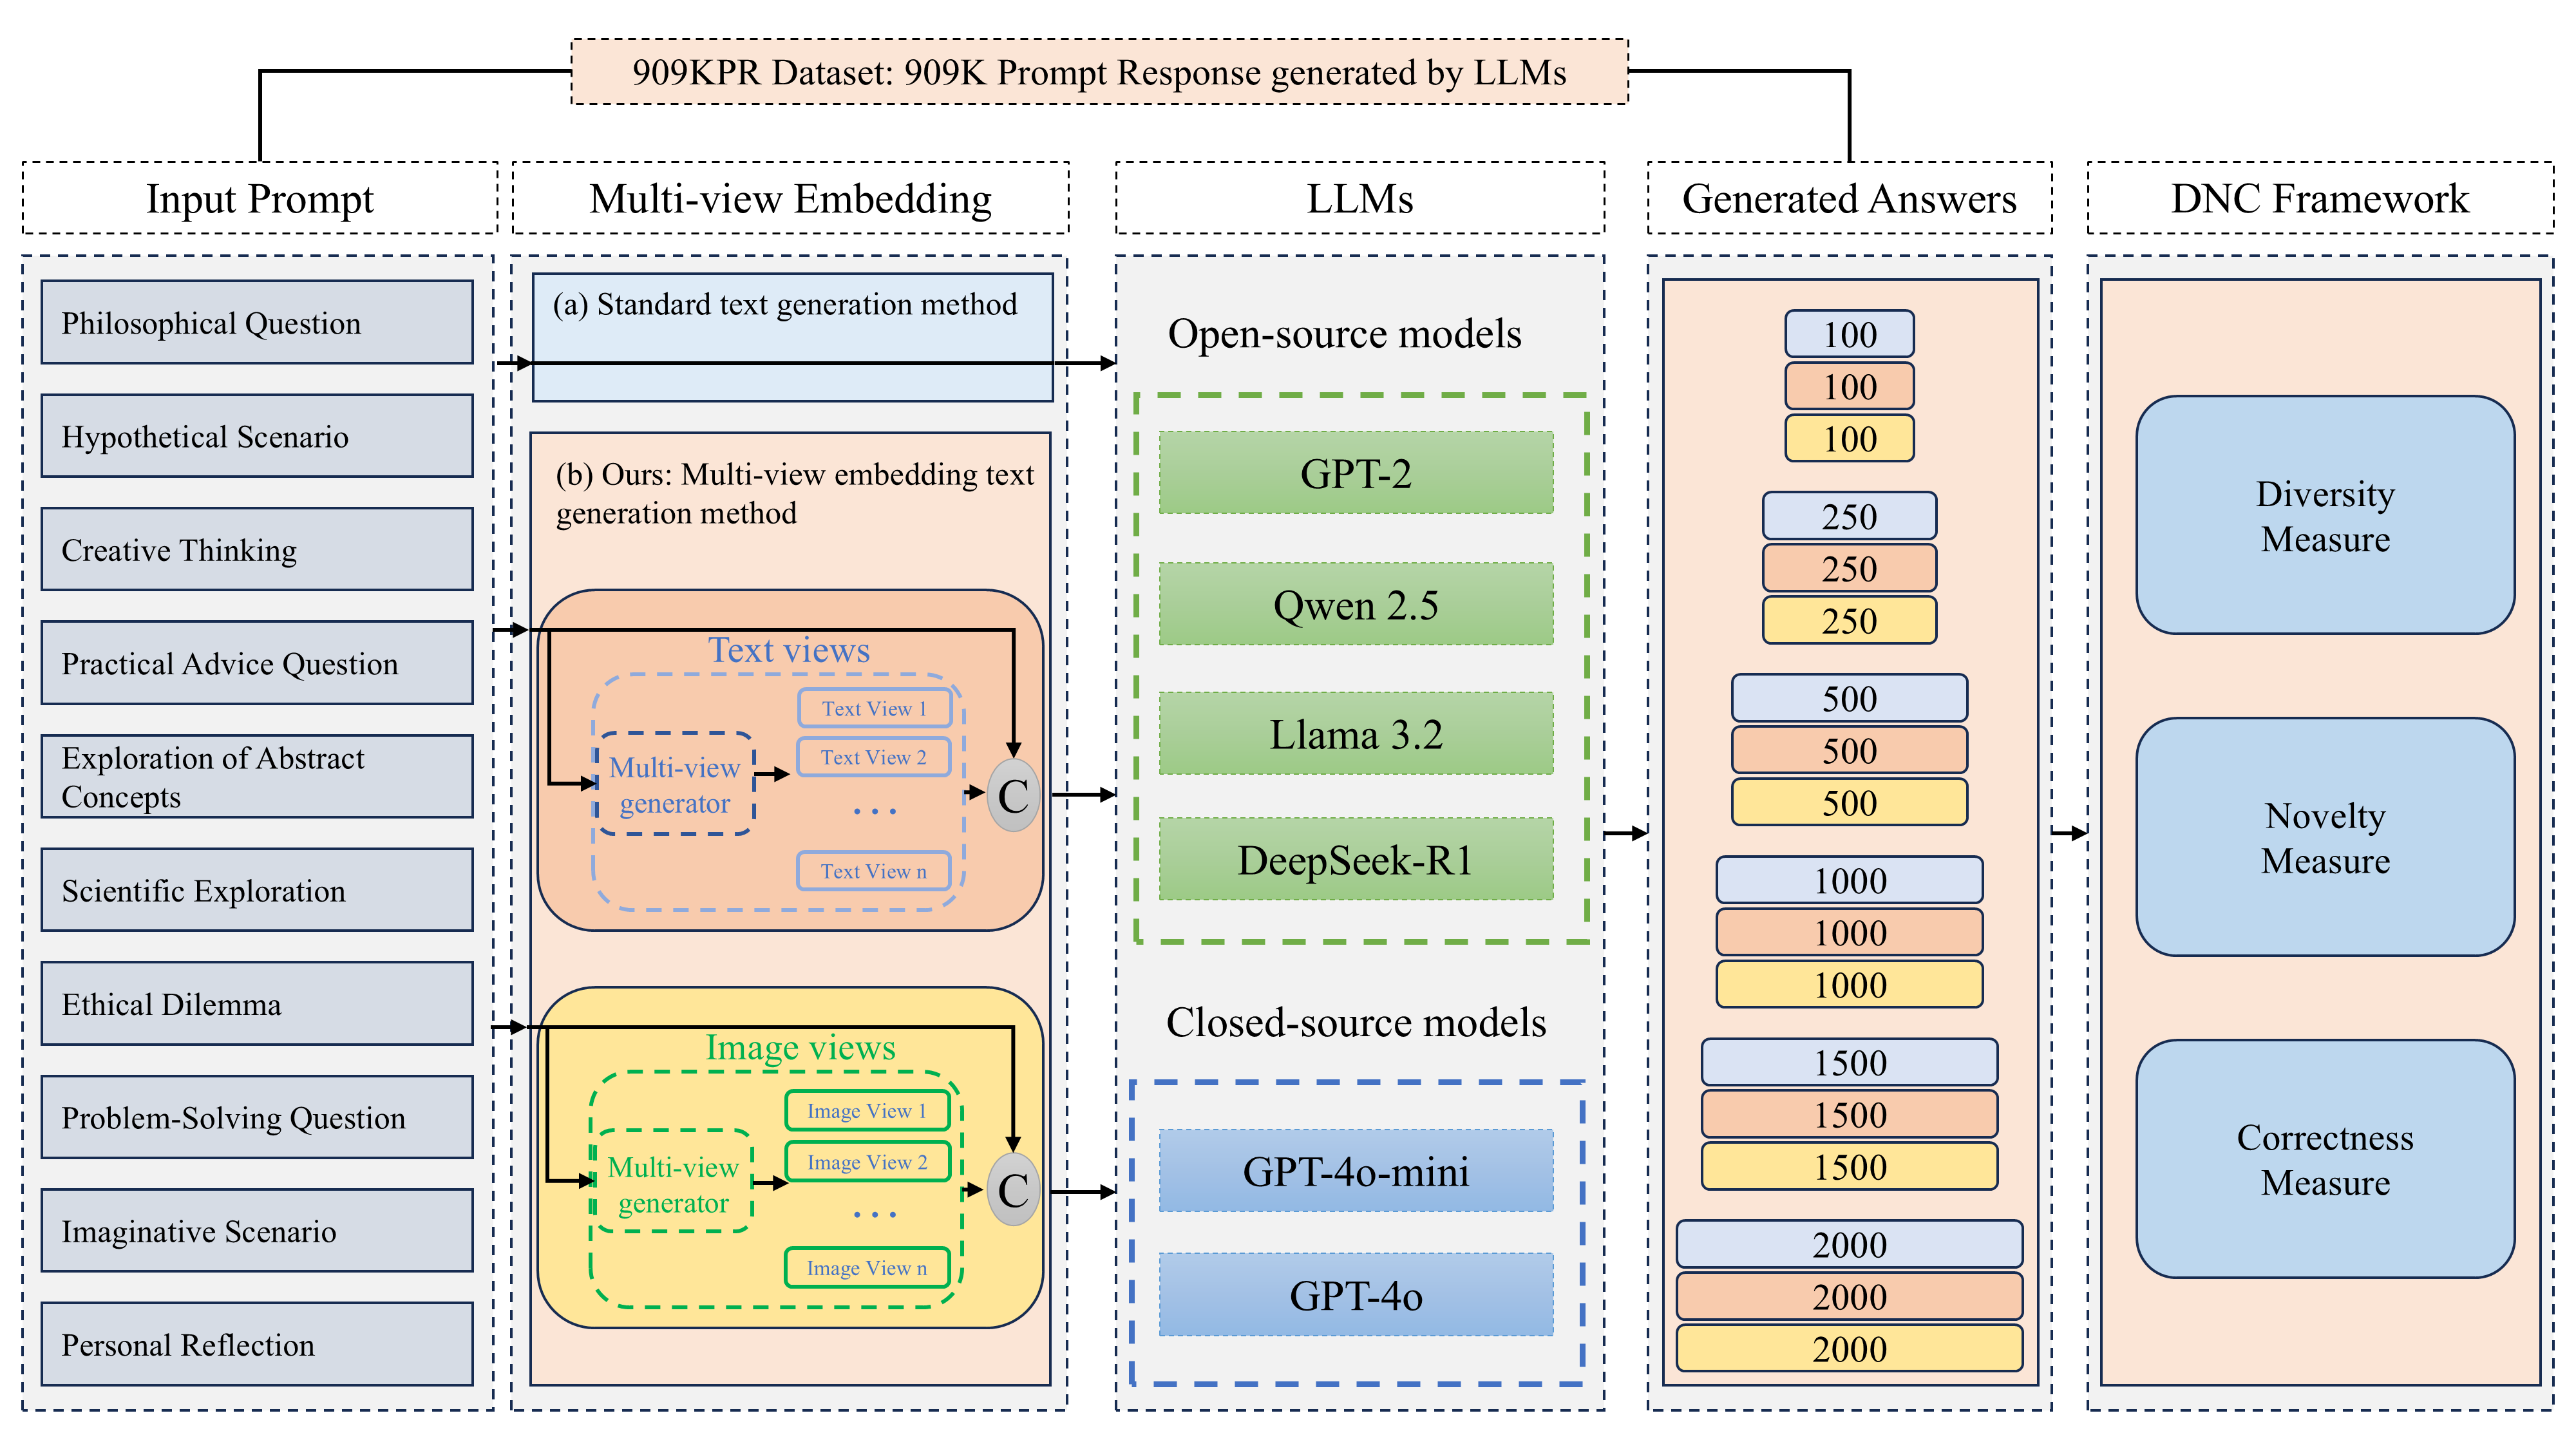 909KPR Dataset: 909K Prompt Response generated by LLMs
Input Prompt
Philosophical Question
Hypothetical Scenario
Creative Thinking
Practical Advice Question
Exploration of Abstract
Concepts
Scientific Exploration
Ethical Dilemma
Problem-Solving Question
Imaginative Scenario
Personal Reflection
Multi-view Embedding
(a) Standard text generation method
(b) Ours: Multi-view embedding text
generation method
Text views
Multi-view
generator
Text View 1
Text View 2
...
Text View n
C
Image views
Multi-view
generator
Image View 1
Image View 2
...
Image View n
C
LLMs
Open-source models
GPT-2
Qwen 2.5
Llama 3.2
DeepSeek-R1
Closed-source models
GPT-4o-mini
GPT-4o
Generated Answers
100
100
100
250
250
250
500
500
500
1000
1000
1000
1500
1500
1500
2000
2000
2000
DNC Framework
Diversity
Measure
Novelty
Measure
Correctness
Measure